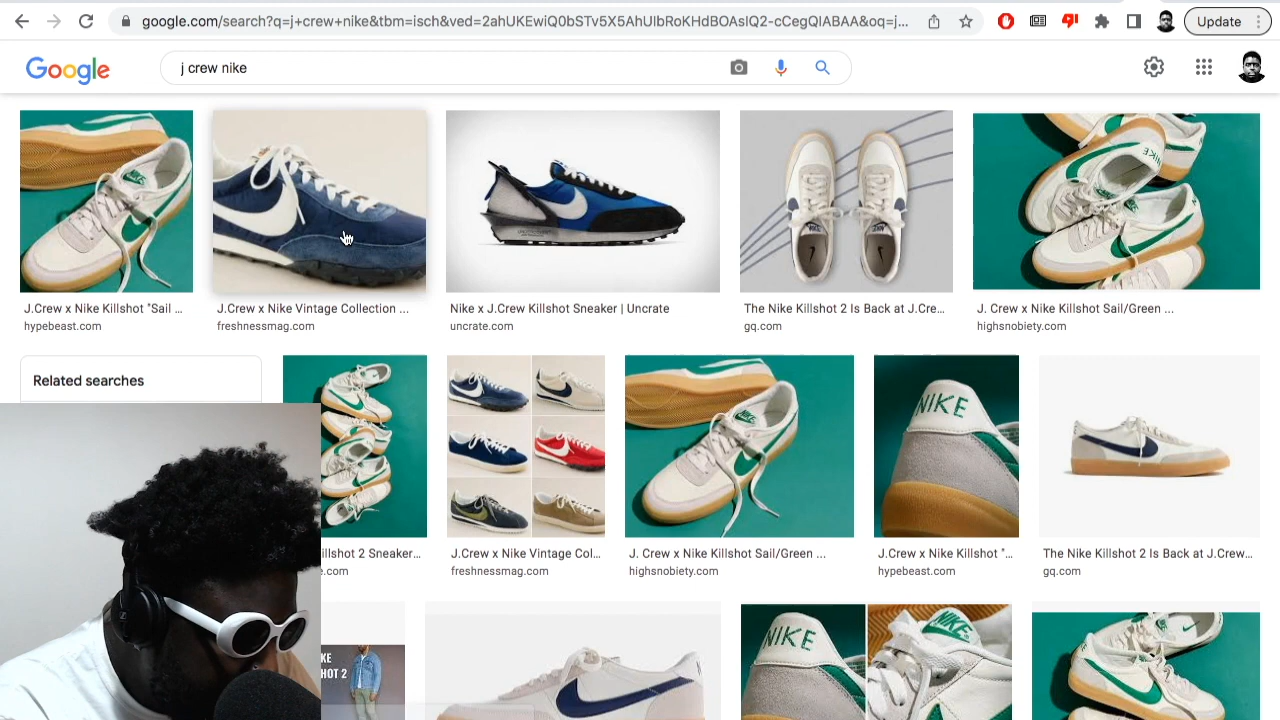 google.com/search?q=j+crew+nike&tbm=isch&ved=2ahUKEwiQ0bSTv5X5AhUIbRoKHdBOAsIQ2-cCegQIABAA&oq=j...
Update
Google
j crew nike
J.Crew x Nike Killshot "Sail ...
hypebeast.com
J.Crew x Nike Vintage Collection ...
freshnessmag.com
Nike x J.Crew Killshot Sneaker | Uncrate
uncrate.com
The Nike Killshot 2 Is Back at J.Cre...
gq.com
J. Crew x Nike Killshot Sail/Green ...
highsnobiety.com
NIKE
Related searches
NIKE
illshot 2 Sneaker...
e.com
J.Crew x Nike Vintage Col...
freshnessmag.com
J. Crew x Nike Killshot Sail/Green ...
highsnobiety.com
J.Crew x Nike Killshot "...
hypebeast.com
The Nike Killshot 2 Is Back at J.Crew...
gq.com
KE
HOT 2
NIKE
NIKE